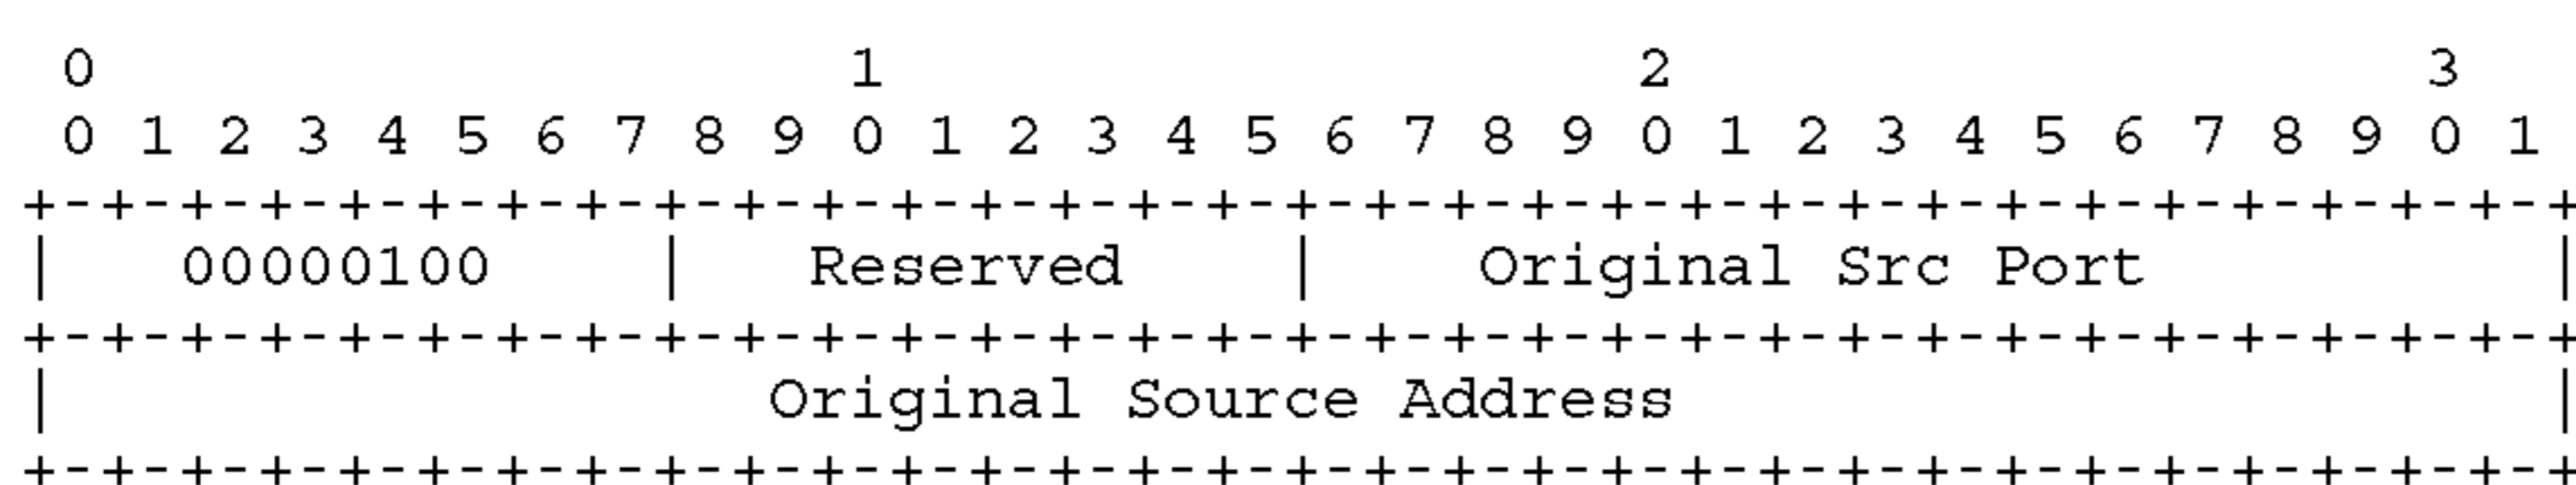 0                   1                   2                   3
 0 1 2 3 4 5 6 7 8 9 0 1 2 3 4 5 6 7 8 9 0 1 2 3 4 5 6 7 8 9 0 1
+-+-+-+-+-+-+-+-+-+-+-+-+-+-+-+-+-+-+-+-+-+-+-+-+-+-+-+-+-+-+-+-+
|   00000100    |   Reserved    |    Original Src Port          |
+-+-+-+-+-+-+-+-+-+-+-+-+-+-+-+-+-+-+-+-+-+-+-+-+-+-+-+-+-+-+-+-+
|                  Original Source Address                      |
+-+-+-+-+-+-+-+-+-+-+-+-+-+-+-+-+-+-+-+-+-+-+-+-+-+-+-+-+-+-+-+-+